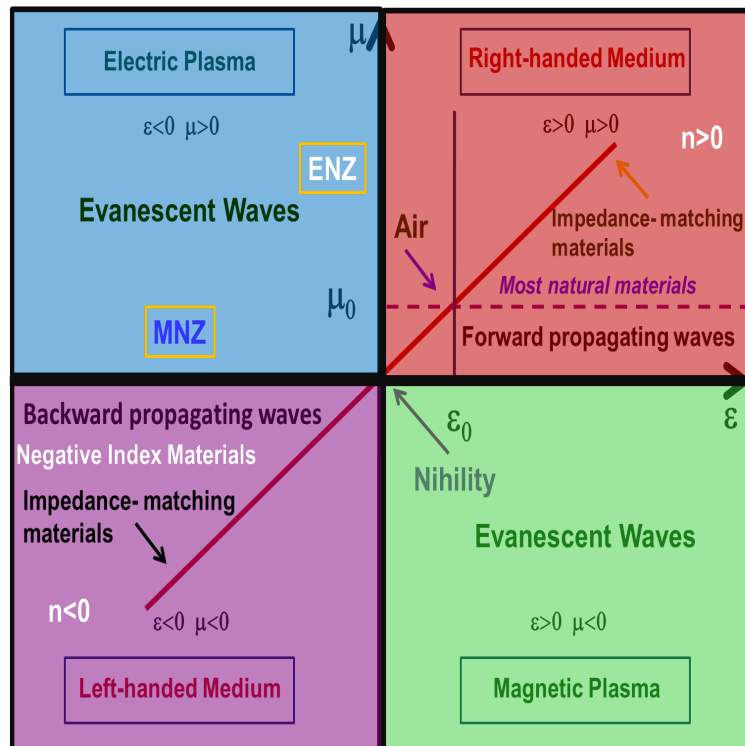 μ
Electric Plasma
ε<0 μ>0
ENZ
Evanescent Waves
μ0
MNZ
Right-handed Medium
ε>0 μ>0
n>0
Impedance- matching
materials
Air
Most natural materials
Forward propagating waves
Backward propagating waves
Negative Index Materials
Impedance- matching
materials
n<0
ε<0 μ<0
Left-handed Medium
ε0
ε
Nihility
Evanescent Waves
ε>0 μ<0
Magnetic Plasma